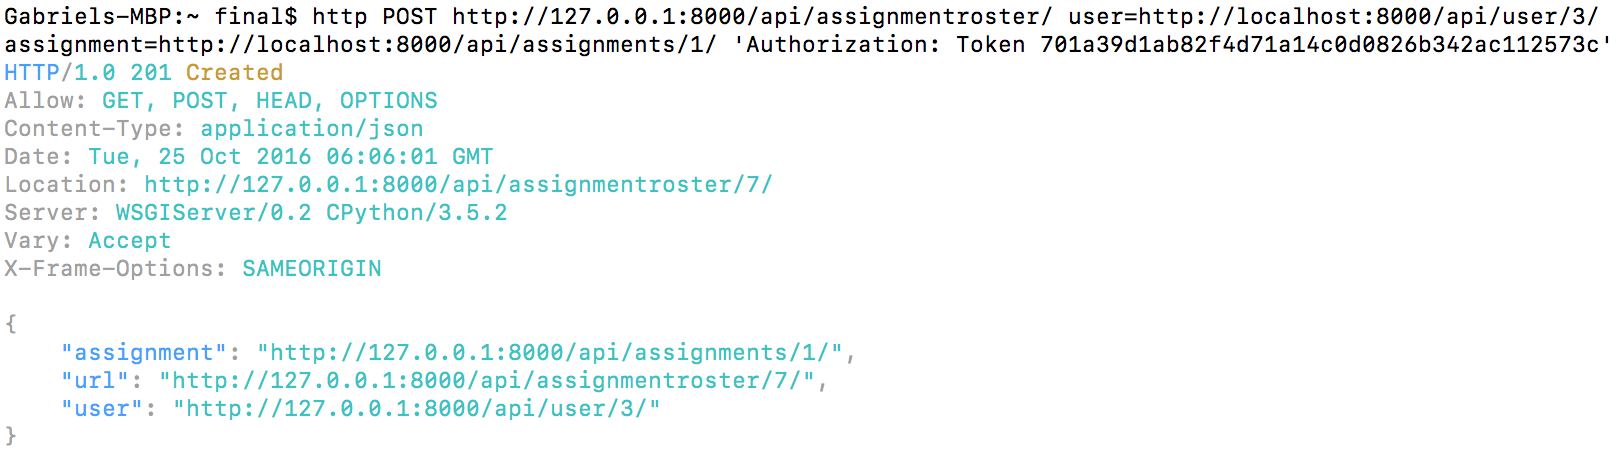 Gabriels-MBP:~ final$ http POST http://127.0.0.1:8000/api/assignmentroster/ user=http://localhost:8000/api/user/3/
assignment=http://localhost:8000/api/assignments/1/ 'Authorization: Token 701a39d1ab82f4d71a14c0d0826b342ac112573c'
HTTP/1.0 201 Created
Allow: GET, POST, HEAD, OPTIONS
Content-Type: application/json
Date: Tue, 25 Oct 2016 06:06:01 GMT
Location: http://127.0.0.1:8000/api/assignmentroster/7/
Server: WSGIServer/0.2 CPython/3.5.2
Vary: Accept
X-Frame-Options: SAMEORIGIN
{
    "assignment": "http://127.0.0.1:8000/api/assignments/1/",
    "url": "http://127.0.0.1:8000/api/assignmentroster/7/",
    "user": "http://127.0.0.1:8000/api/user/3/"
}